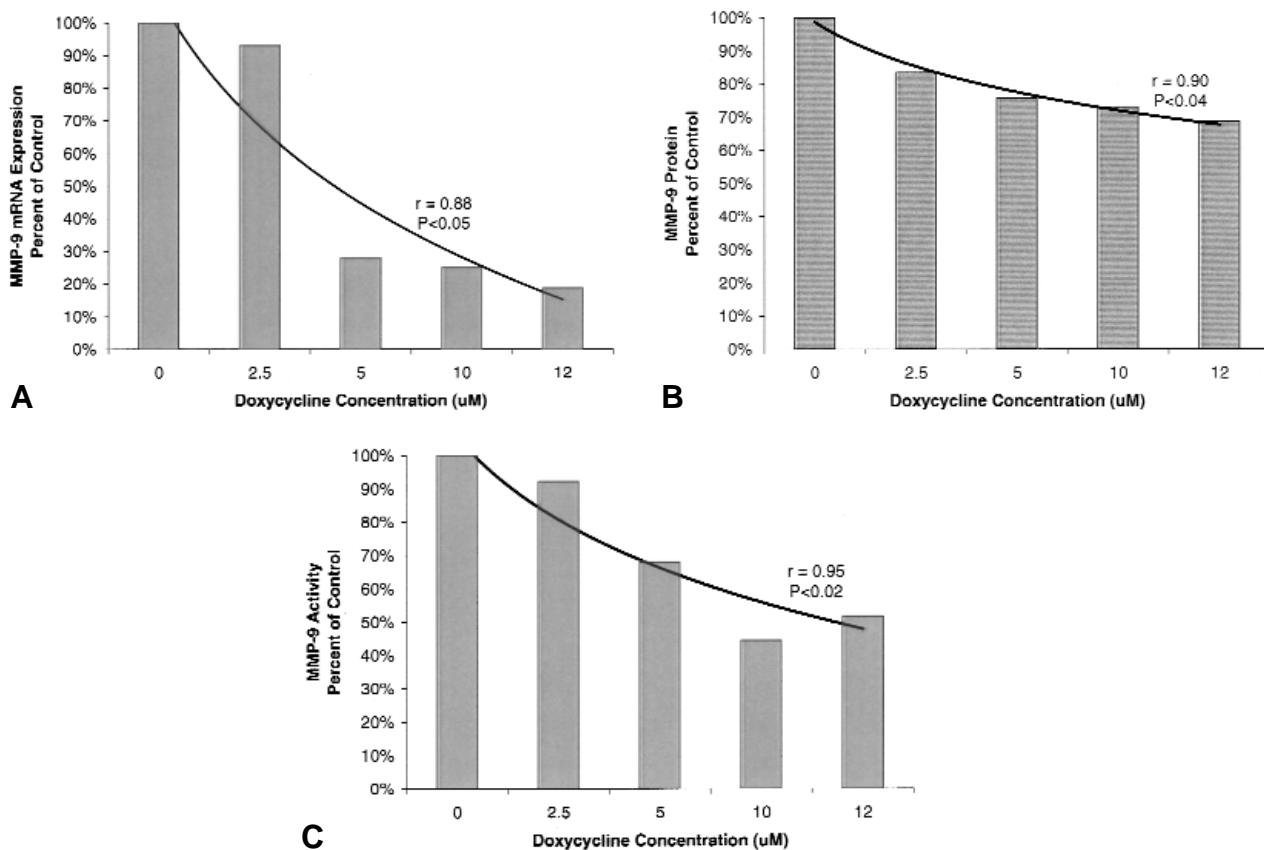 100%
90%
80%
70%
60%
50%
40%
30%
20%
10%
0%
MMP-9 mRNA Expression
Percent of Control
r = 0.88
P<0.05
0 2.5 5 10 12
Doxycycline Concentration (uM)
A
100%
90%
80%
70%
60%
50%
40%
30%
20%
10%
0%
MMP-9 Protein
Percent of Control
r = 0.90
P<0.04
0 2.5 5 10 12
Doxycycline Concentration (uM)
B
100%
90%
80%
70%
60%
50%
40%
30%
20%
10%
0%
MMP-9 Activity
Percent of Control
r = 0.95
P<0.02
0 2.5 5 10 12
Doxycycline Concentration (uM)
C